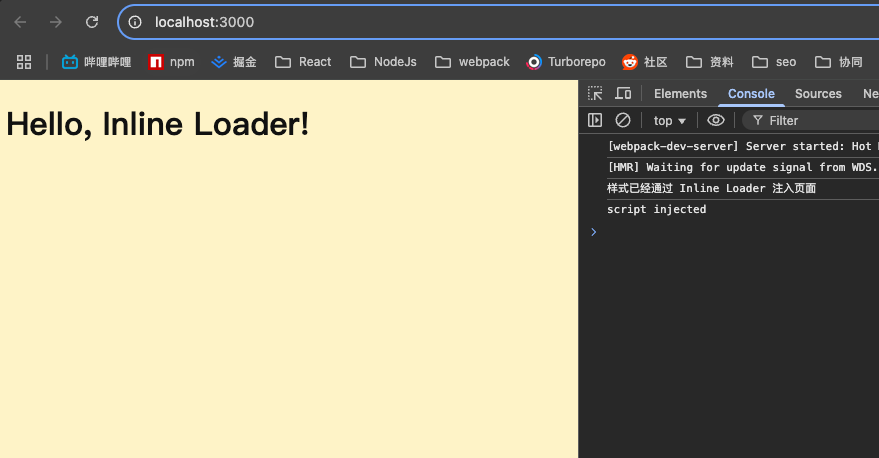 localhost:3000
哔哩哔哩 npm 掘金 React NodeJs webpack Turborepo 社区 资料 seo 协同
Hello, Inline Loader!
Elements Console Sources Ne
top Filter
[webpack-dev-server] Server started: Hot
[HMR] Waiting for update signal from WDS.
样式已经通过 Inline Loader 注入页面
script injected